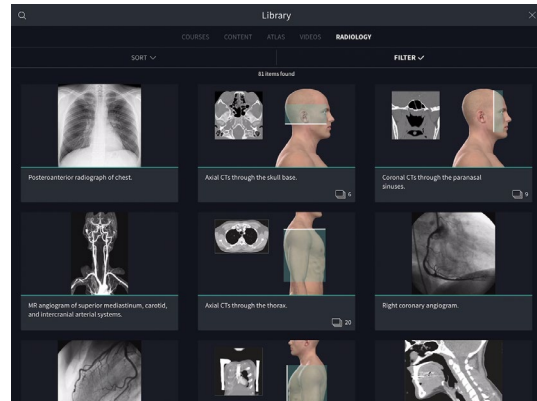 Library
COURSES CONTENT ATLAS VIDEOS RADIOLOGY
SORT FILTER
81 items found
Posteroanterior radiograph of chest.
Axial CTs through the skull base.
6
Coronal CTs through the paranasal
sinuses.
9
MR angiogram of superior mediastinum, carotid,
and intercranial arterial systems.
Axial CTs through the thorax.
20
Right coronary angiogram.